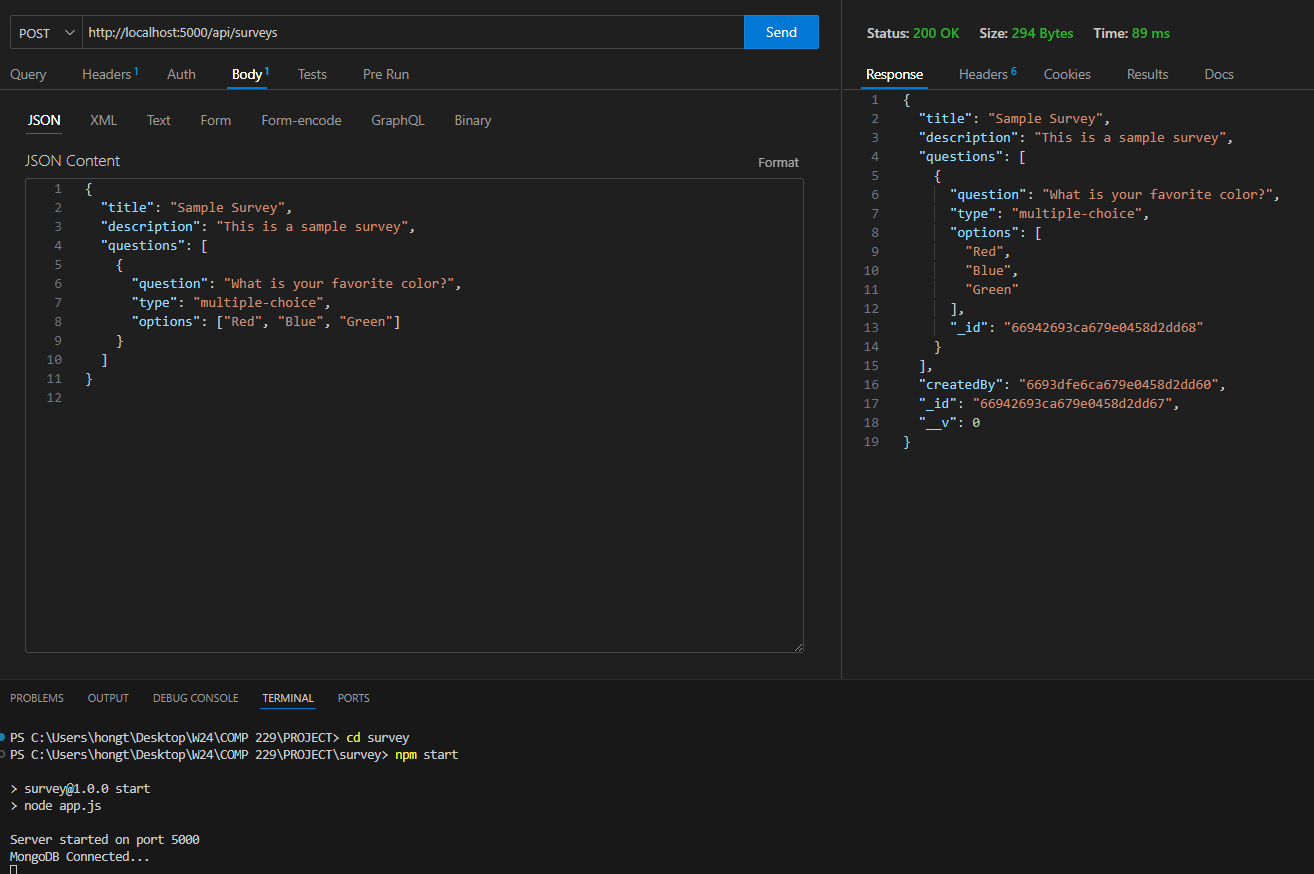 POST http://localhost:5000/api/surveys Send
Query Headers 1 Auth Body 1 Tests Pre Run
JSON XML Text Form Form-encode GraphQL Binary
JSON Content Format
1 {
2 "title": "Sample Survey",
3 "description": "This is a sample survey",
4 "questions": [
5 {
6 "question": "What is your favorite color?",
7 "type": "multiple-choice",
8 "options": ["Red", "Blue", "Green"]
9 }
10 ]
11 }
12
Status: 200 OK Size: 294 Bytes Time: 89 ms
Response Headers 6 Cookies Results Docs
1 {
2 "title": "Sample Survey",
3 "description": "This is a sample survey",
4 "questions": [
5 {
6 "question": "What is your favorite color?",
7 "type": "multiple-choice",
8 "options": [
9 "Red",
10 "Blue",
11 "Green"
12 ],
13 "_id": "66942693ca679e0458d2dd68"
14 }
15 ],
16 "createdBy": "6693dfe6ca679e0458d2dd60",
17 "_id": "66942693ca679e0458d2dd67",
18 "__v": 0
19 }
PROBLEMS OUTPUT DEBUG CONSOLE TERMINAL PORTS
PS C:\Users\hongt\Desktop\W24\COMP 229\PROJECT> cd survey
PS C:\Users\hongt\Desktop\W24\COMP 229\PROJECT\survey> npm start
> survey@1.0.0 start
> node app.js
Server started on port 5000
MongoDB Connected...